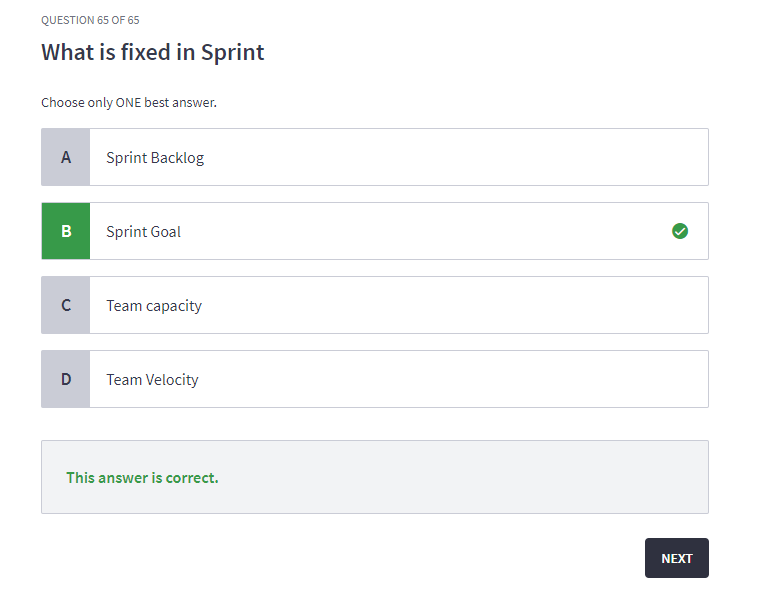 QUESTION 65 OF 65
What is fixed in Sprint
Choose only ONE best answer.
A Sprint Backlog
B Sprint Goal
C Team capacity
D Team Velocity
This answer is correct.
NEXT